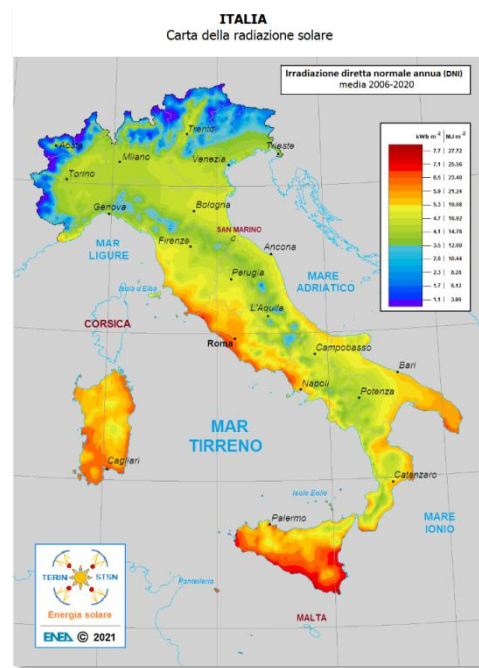 ITALIA
Carta della radiazione solare
Irradiazione diretta normale annua (DNI)
media 2006-2020
kWh m⁻² MJ m⁻²
7.7 27.72
7.1 25.56
6.5 23.40
5.9 21.24
5.3 19.08
4.7 16.92
4.1 14.76
3.5 12.60
2.9 10.44
2.3 8.28
1.7 6.12
1.1 3.96
Aosta
Trento
Milano
Trieste
Venezia
Torino
Bologna
Genova
SAN MARINO
MAR
LIGURE
Firenze
Ancona
Perugia
MARE
ADRIATICO
Isola d'Elba
L'Aquila
CORSICA
Roma
Campobasso
Bari
Napoli
Potenza
MAR
TIRRENO
Cagliari
Catanzaro
Isole Eolie
MARE
IONIO
Palermo
TERIN STSN
Pantelleria
Energia solare
MALTA
ENEA © 2021